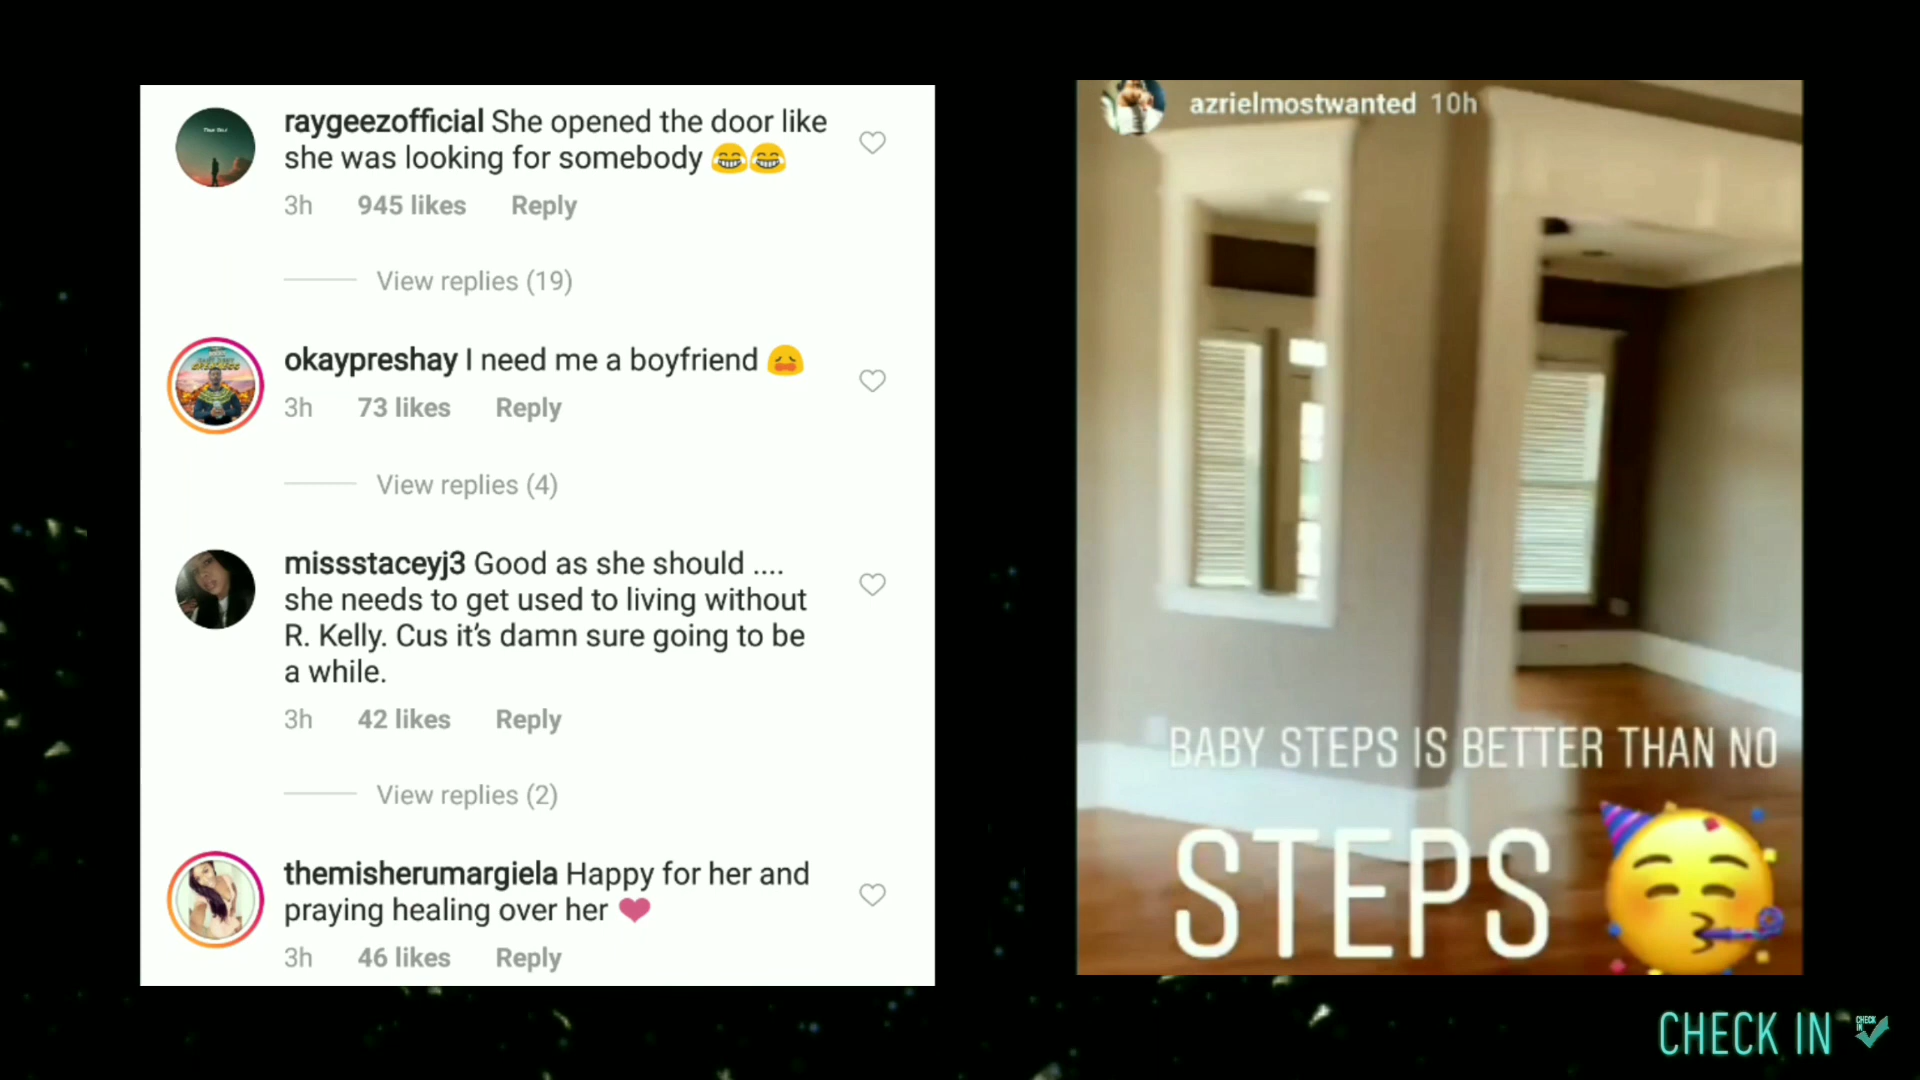 raygeezofficial She opened the door like
she was looking for somebody 😂😂
3h 945 likes Reply
View replies (19)
okaypreshay I need me a boyfriend 😩
3h 73 likes Reply
View replies (4)
missstaceyj3 Good as she should ....
she needs to get used to living without
R. Kelly. Cus it's damn sure going to be
a while.
3h 42 likes Reply
View replies (2)
themisherumargiela Happy for her and
praying healing over her ❤
3h 46 likes Reply
azrielmostwanted 10h
BABY STEPS IS BETTER THAN NO
STEPS 🥳
CHECK IN
CHECK
IN